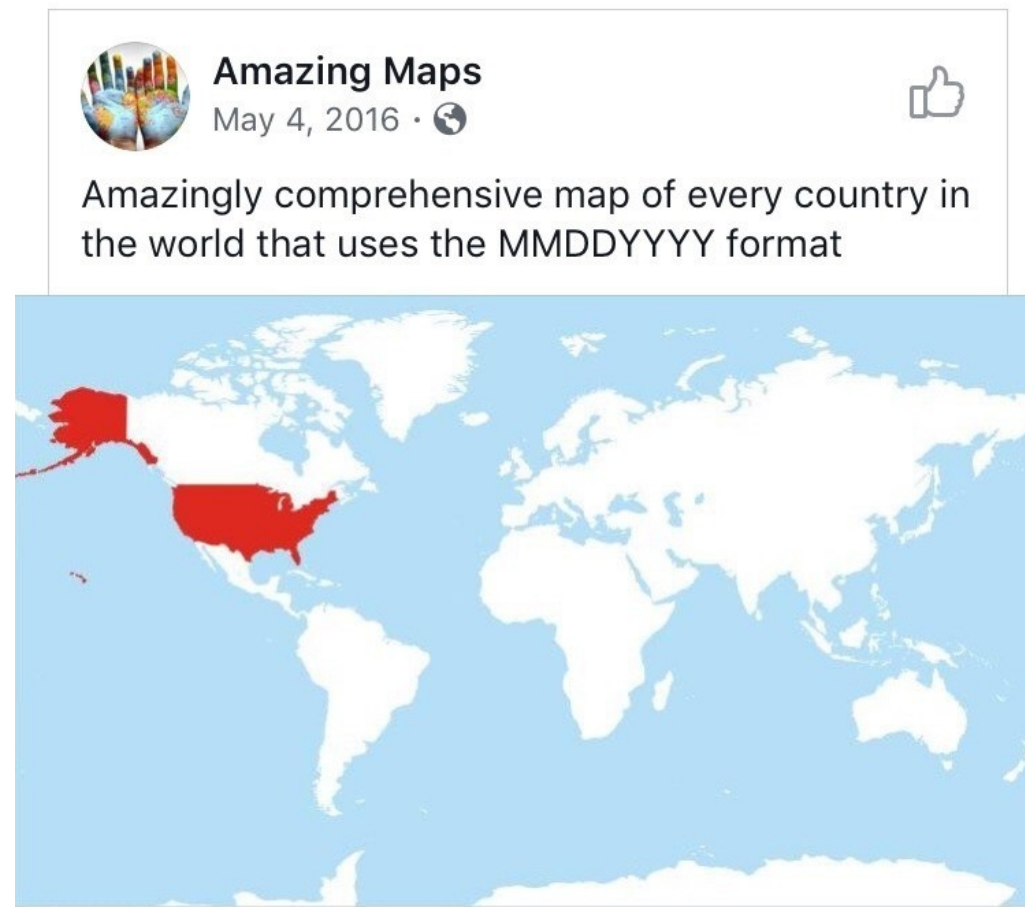 Amazing Maps
May 4, 2016 ·
Amazingly comprehensive map of every country in
the world that uses the MMDDYYYY format